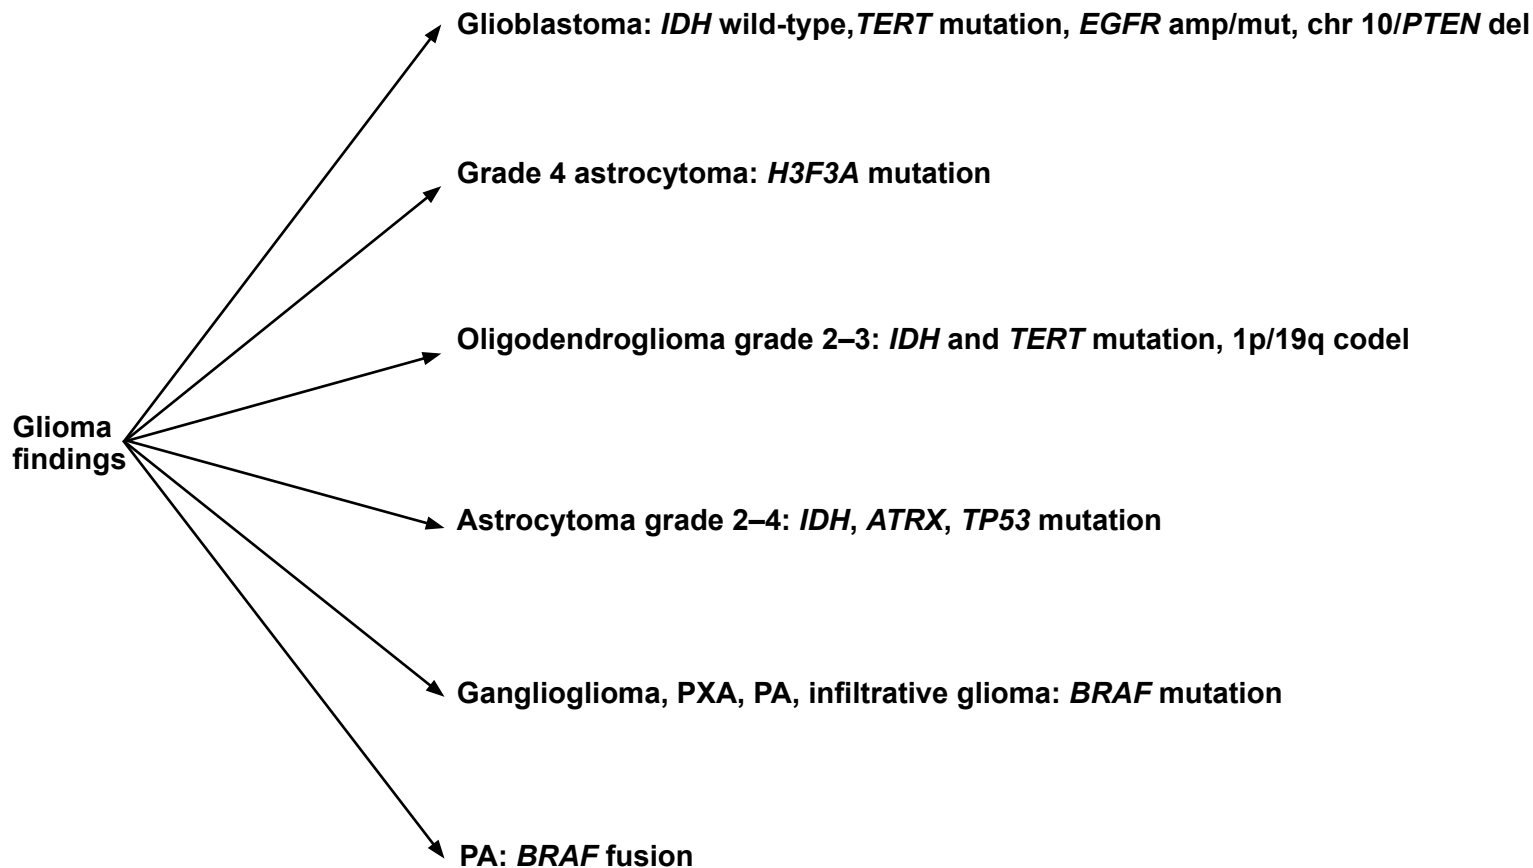 Glioblastoma: IDH wild-type,TERT mutation, EGFR amp/mut, chr 10/PTEN del
Grade 4 astrocytoma: H3F3A mutation
Oligodendroglioma grade 2–3: IDH and TERT mutation, 1p/19q codel
Glioma
findings
Astrocytoma grade 2–4: IDH, ATRX, TP53 mutation
Ganglioglioma, PXA, PA, infiltrative glioma: BRAF mutation
PA: BRAF fusion